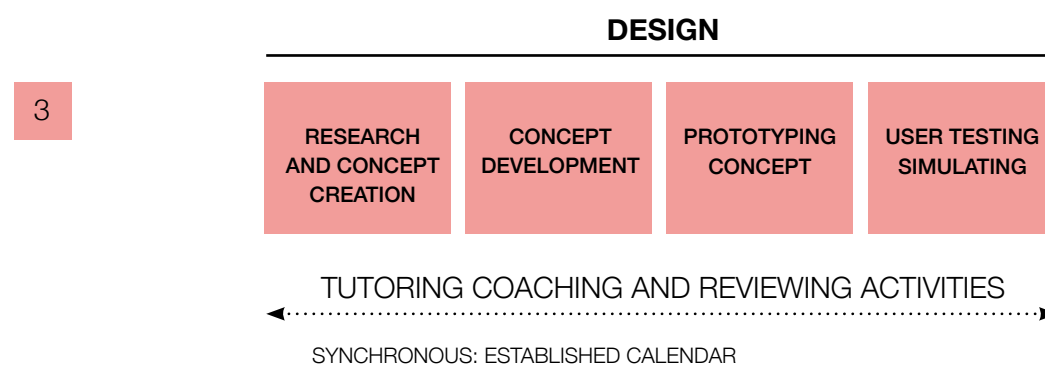 DESIGN
3
RESEARCH
AND CONCEPT
CREATION
CONCEPT
DEVELOPMENT
PROTOTYPING
CONCEPT
USER TESTING
SIMULATING
TUTORING COACHING AND REVIEWING ACTIVITIES
SYNCHRONOUS: ESTABLISHED CALENDAR